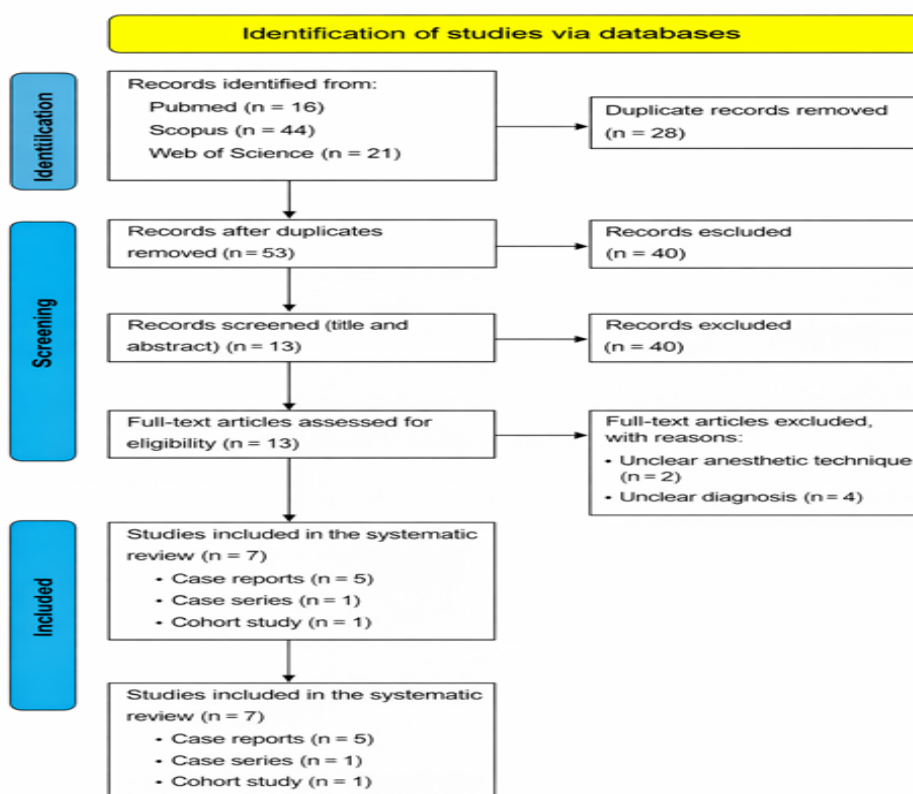 Identification of studies via databases
Identtilcation
Records identified from:
Pubmed (n = 16)
Scopus (n = 44)
Web of Science (n = 21)
Duplicate records removed
(n = 28)
Screening
Records after duplicates
removed (n = 53)
Records escluded
(n = 40)
Records screened (title and
abstract) (n = 13)
Records excluded
(n = 40)
Full-text articles assessed for
eligibility (n = 13)
Full-text articles excluded,
with reasons:
• Unclear anesthetic technique
(n = 2)
• Unclear diagnosis (n = 4)
Included
Studies included in the systematic
review (n = 7)
• Case reports (n = 5)
• Case series (n = 1)
• Cohort study (n = 1)
Studies included in the systematic
review (n = 7)
• Case reports (n = 5)
• Case series (n = 1)
• Cohort study (n = 1)